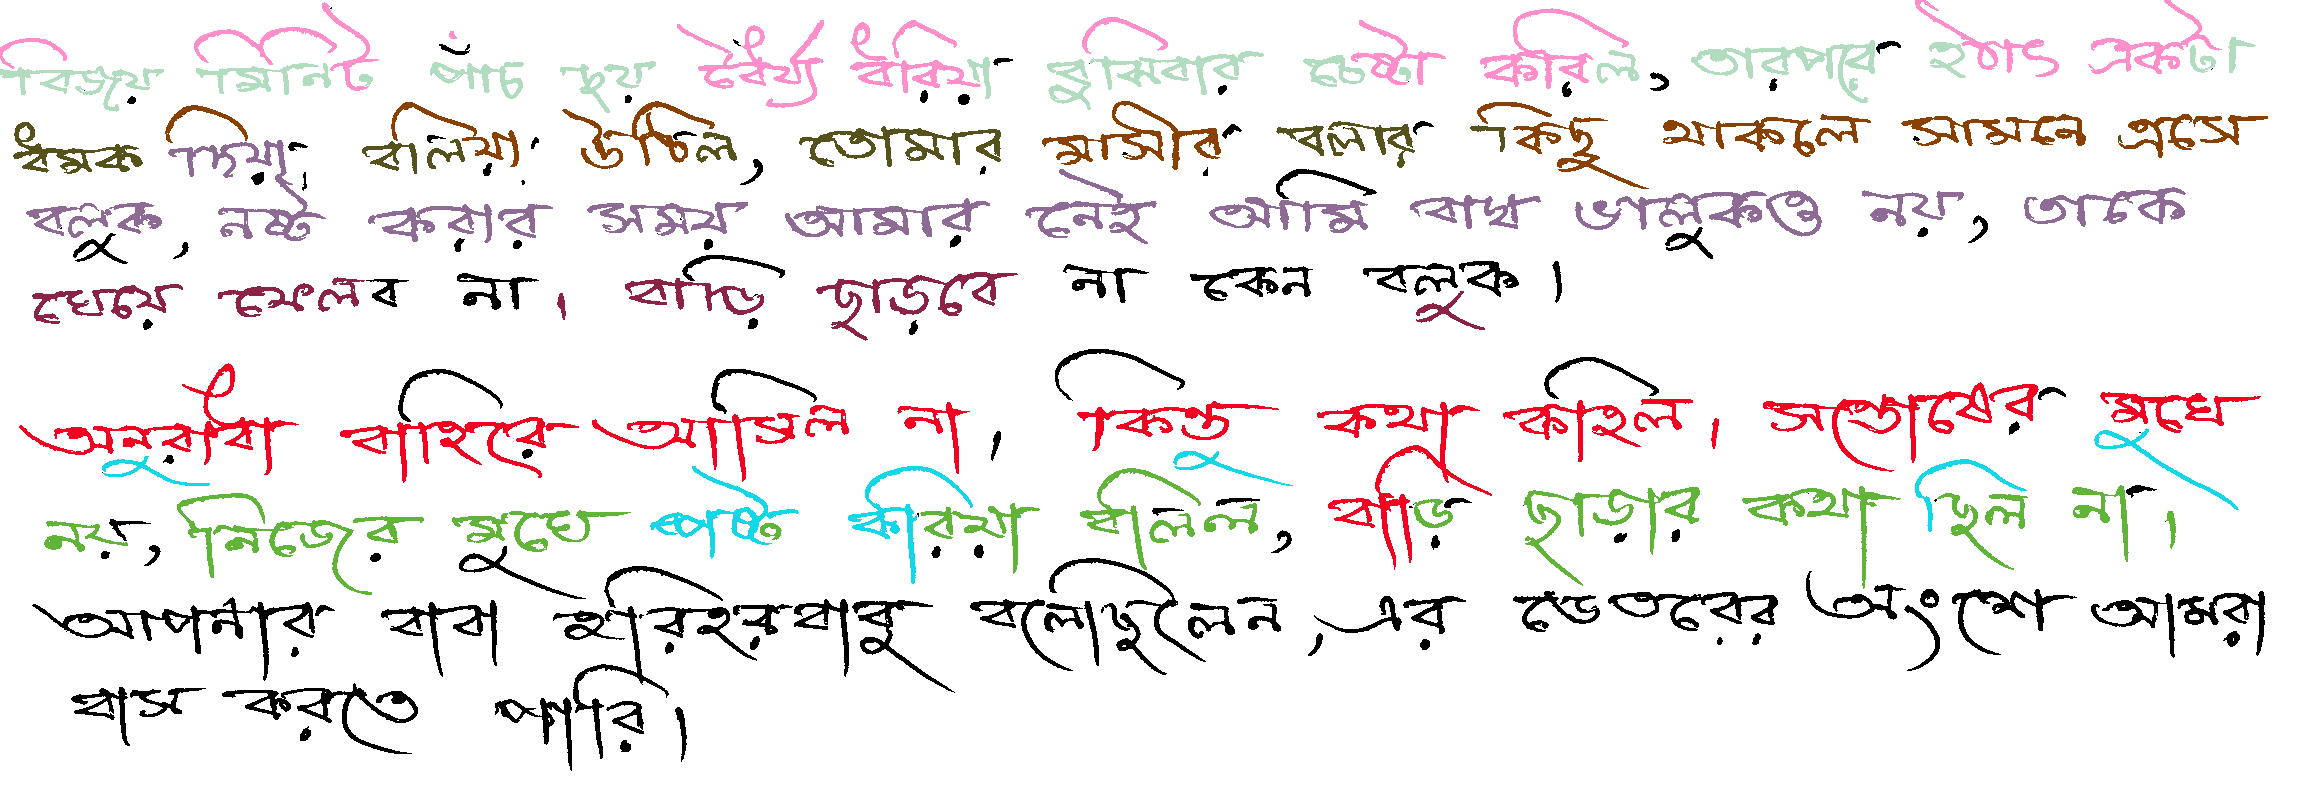 বিজয় মিনিট পাঁচ ছয় ধৈর্য্য ধরিয়া বুঝিবার চেষ্টা করিল, তারপরে হঠাৎ একটা
ধমক দিয়া বলিয়া উঠিল, তোমার মাসীর বলার কিছু থাকলে সামনে এসে
বলুক, নষ্ট করার সময় আমার নেই আমি বাঘ ভালুকও নয়, তাকে
খেয়ে ফেলব না। বাড়ি ছাড়বে না কেন বলুক।
অনুরাধা বাহিরে আসিল না, কিন্তু কথা কহিল। সন্তোষের মুখে
নয়, নিজের মুখে স্পষ্ট করিয়া বলিল, বাড়ি ছাড়ার কথা ছিল না।
আপনার বাবা হরিহরবাবু বলেছিলেন, এর ভেতরের অংশে আমরা
বাস করতে পারি।